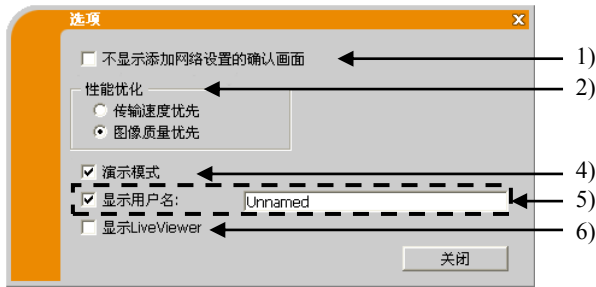 选项
不显示添加网络设置的确认画面 1)
性能优化 2)
传输速度优先
图像质量优先
演示模式 4)
显示用户名: Unnamed 5)
显示LiveViewer 6)
关闭